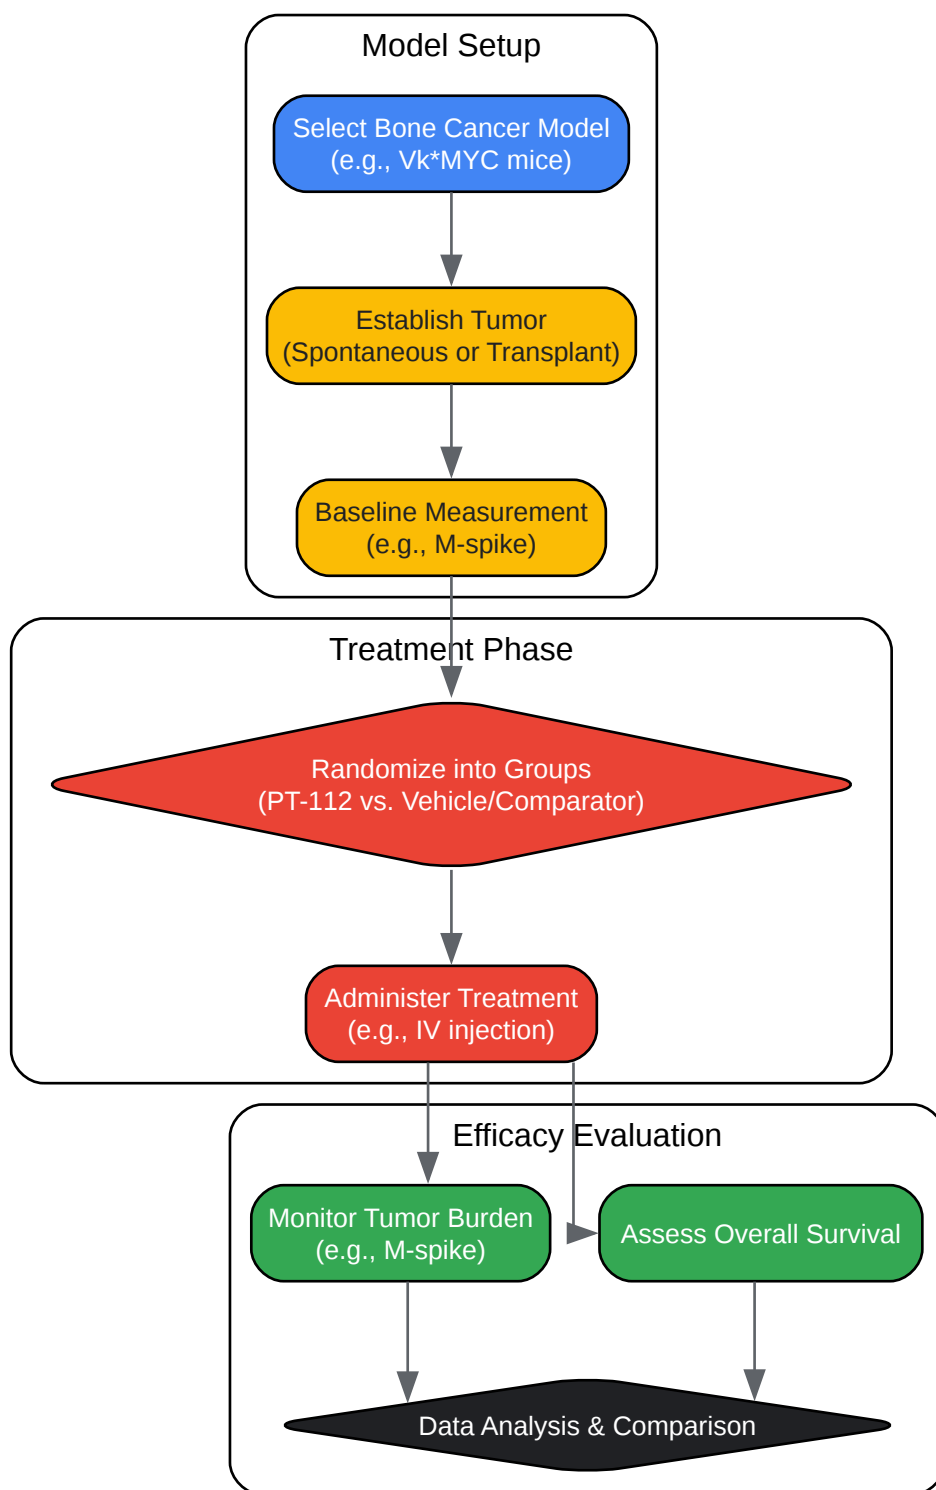 Model Setup
Select Bone Cancer Model
(e.g., Vk*MYC mice)
Establish Tumor
(Spontaneous or Transplant)
Baseline Measurement
(e.g., M-spike)
Treatment Phase
Randomize into Groups
(PT-112 vs. Vehicle/Comparator)
Administer Treatment
(e.g., IV injection)
Efficacy Evaluation
Monitor Tumor Burden
(e.g., M-spike)
Assess Overall Survival
Data Analysis & Comparison